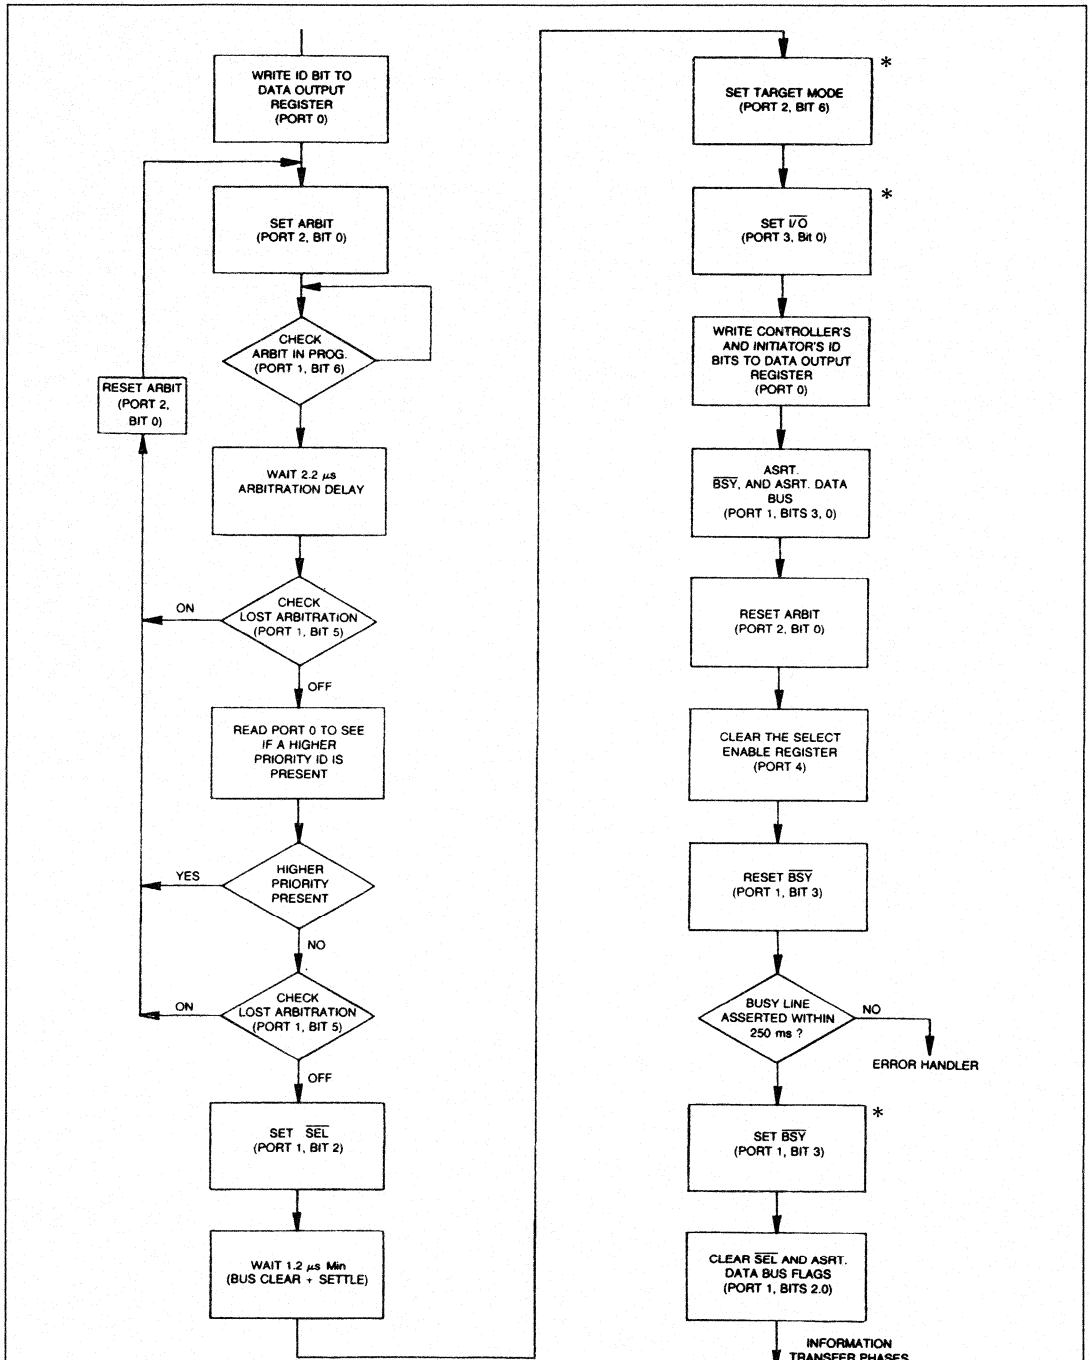 WRITE ID BIT TO
DATA OUTPUT
REGISTER
(PORT 0)
SET ARBIT
(PORT 2, BIT 0)
CHECK
ARBIT IN PROG.
(PORT 1, BIT 6)
RESET ARBIT
(PORT 2,
BIT 0)
WAIT 2.2 μs
ARBITRATION DELAY
CHECK
LOST ARBITRATION
(PORT 1, BIT 5)
ON
OFF
READ PORT 0 TO SEE
IF A HIGHER
PRIORITY ID IS
PRESENT
HIGHER
PRIORITY
PRESENT
YES
NO
CHECK
LOST ARBITRATION
(PORT 1, BIT 5)
ON
OFF
SET S̅E̅L̅
(PORT 1, BIT 2)
WAIT 1.2 μs Min
(BUS CLEAR + SETTLE)
*
SET TARGET MODE
(PORT 2, BIT 6)
*
SET I̅/̅O̅
(PORT 3, Bit 0)
WRITE CONTROLLER'S
AND INITIATOR'S ID
BITS TO DATA OUTPUT
REGISTER
(PORT 0)
ASRT.
B̅S̅Y̅, AND ASRT. DATA
BUS
(PORT 1, BITS 3, 0)
RESET ARBIT
(PORT 2, BIT 0)
CLEAR THE SELECT
ENABLE REGISTER
(PORT 4)
RESET B̅S̅Y̅
(PORT 1, BIT 3)
BUSY LINE
ASSERTED WITHIN
250 ms ?
NO
ERROR HANDLER
*
SET B̅S̅Y̅
(PORT 1, BIT 3)
CLEAR S̅E̅L̅ AND ASRT.
DATA BUS FLAGS
(PORT 1, BITS 2.0)
INFORMATION
TRANSFER PHASES